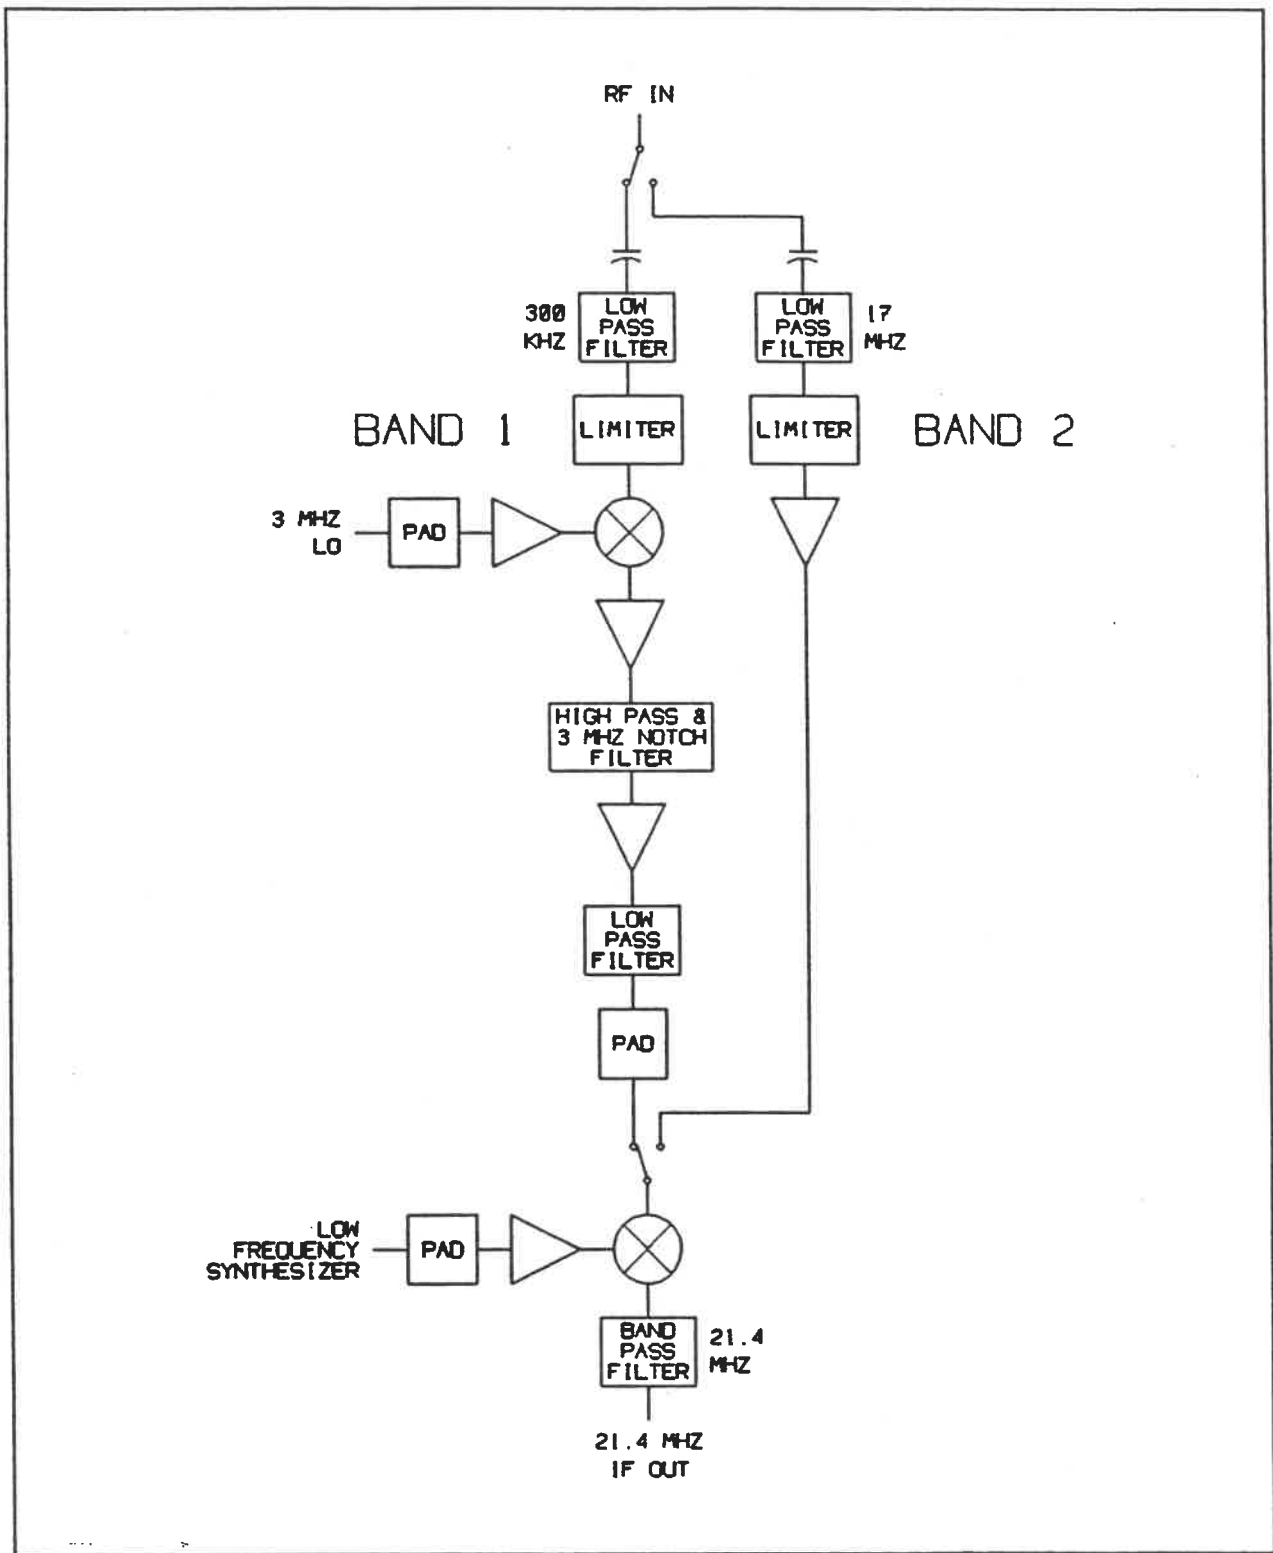 RF IN
300
KHZ
LOW
PASS
FILTER
LOW
PASS
FILTER
17
MHZ
BAND 1
LIMITER
LIMITER
BAND 2
3 MHZ
LO
PAD
HIGH PASS &
3 MHZ NOTCH
FILTER
LOW
PASS
FILTER
PAD
LOW
FREQUENCY
SYNTHESIZER
PAD
BAND
PASS
FILTER
21.4
MHZ
21.4 MHZ
IF OUT